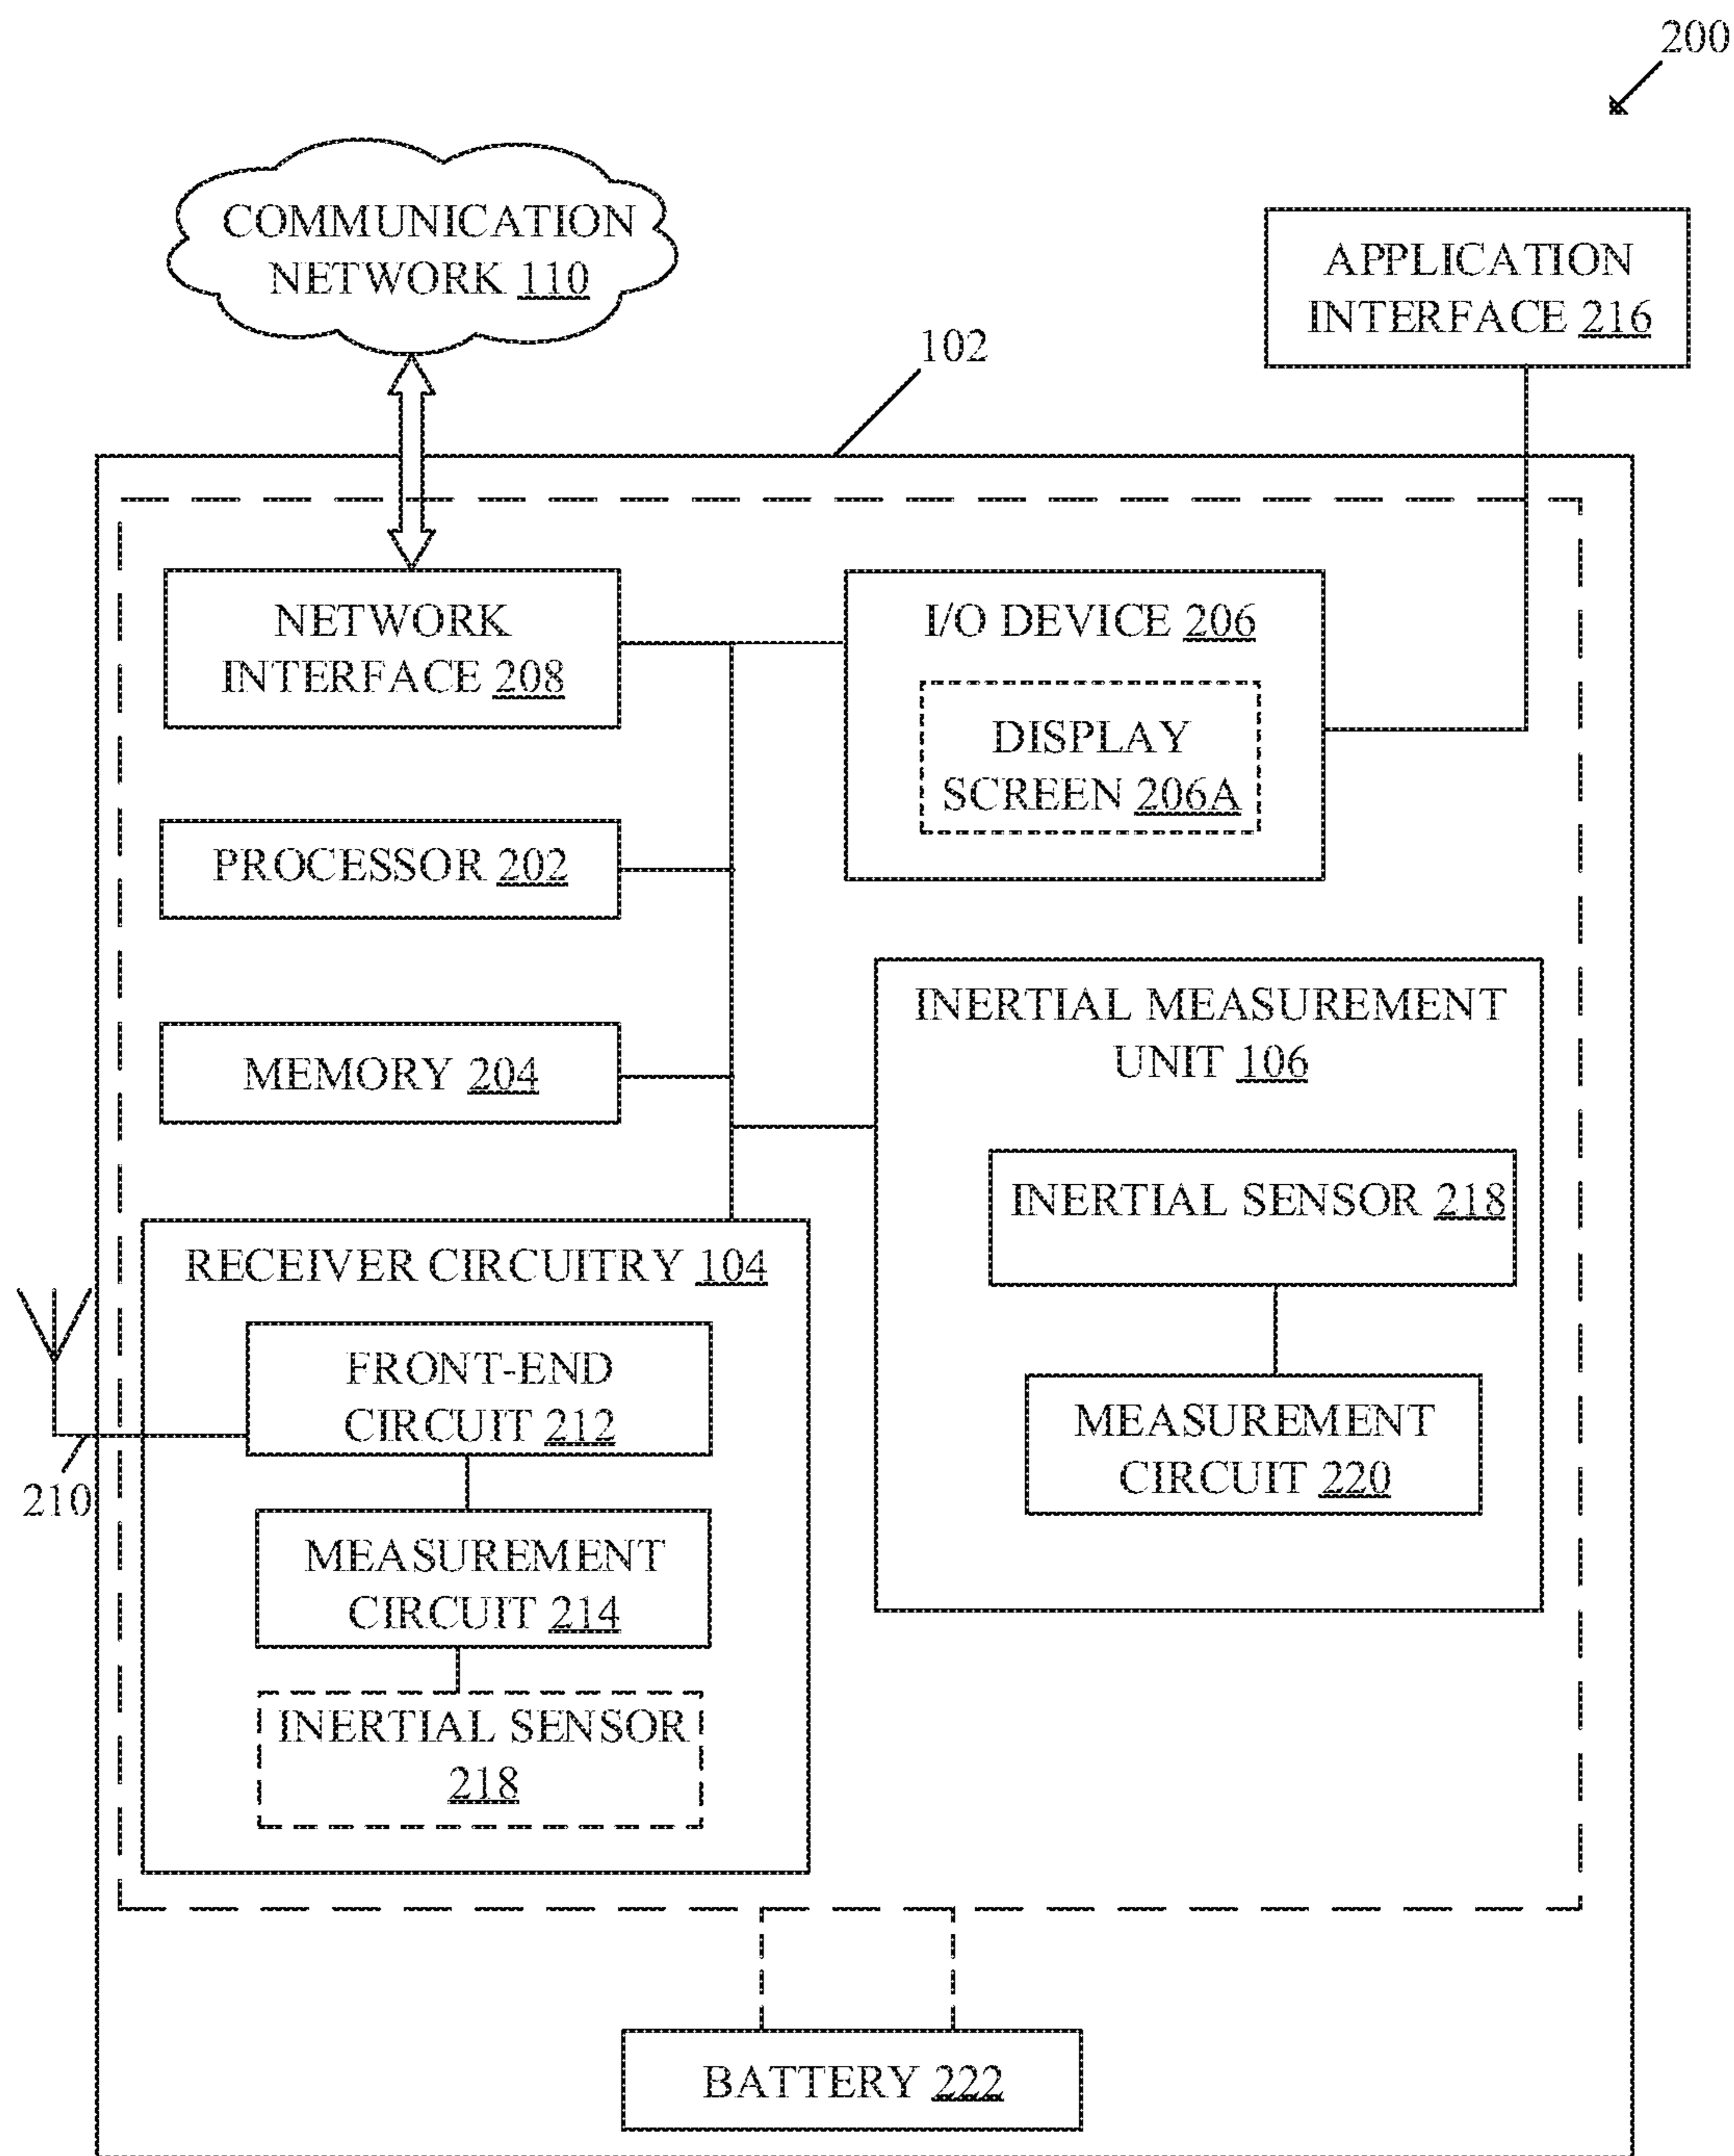 200
COMMUNICATION
NETWORK 110
APPLICATION
INTERFACE 216
102
NETWORK
INTERFACE 208
I/O DEVICE 206
DISPLAY
SCREEN 206A
PROCESSOR 202
MEMORY 204
INERTIAL MEASUREMENT
UNIT 106
INERTIAL SENSOR 218
MEASUREMENT
CIRCUIT 220
RECEIVER CIRCUITRY 104
FRONT-END
CIRCUIT 212
210
MEASUREMENT
CIRCUIT 214
INERTIAL SENSOR
218
BATTERY 222